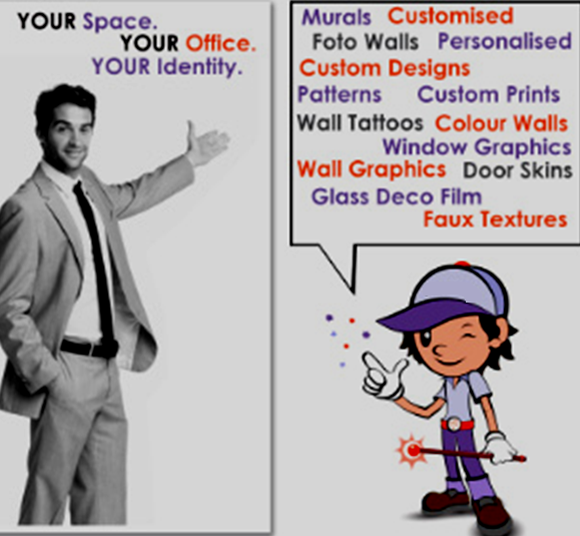 YOUR Space.
YOUR Office.
YOUR Identity.
Murals Customised
Foto Walls Personalised
Custom Designs
Patterns Custom Prints
Wall Tattoos Colour Walls
Window Graphics
Wall Graphics Door Skins
Glass Deco Film
Faux Textures